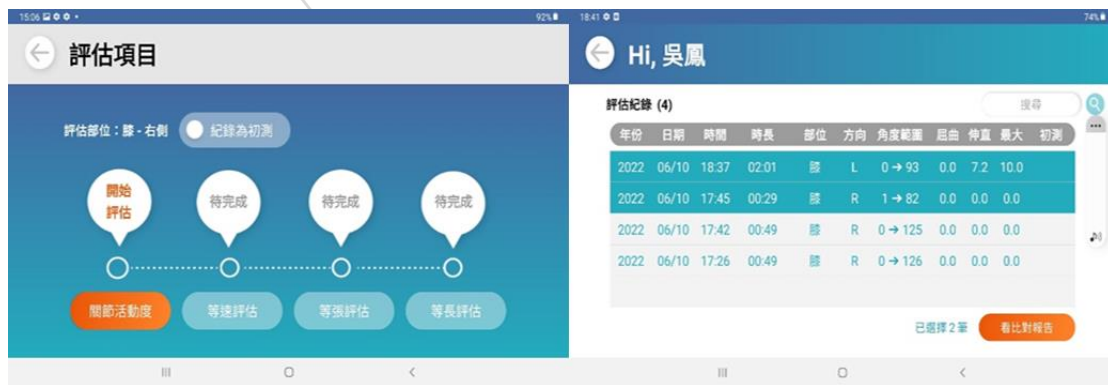 15:06
92%
評估項目
評估部位：膝 - 右側
紀錄為初測
開始
評估
待完成
待完成
待完成
關節活動度
等速評估
等張評估
等長評估
18:41
74%
Hi, 吳鳳
評估紀錄 (4)
搜尋
年份 日期 時間 時長 部位 方向 角度範圍 屈曲 伸直 最大 初測
2022 06/10 18:37 02:01 膝 L 0 → 93 0.0 7.2 10.0
2022 06/10 17:45 00:29 膝 R 1 → 82 0.0 0.0 0.0
2022 06/10 17:42 00:49 膝 R 0 → 125 0.0 0.0 0.0
2022 06/10 17:26 00:49 膝 R 0 → 126 0.0 0.0 0.0
已選擇 2 筆
看比對報告